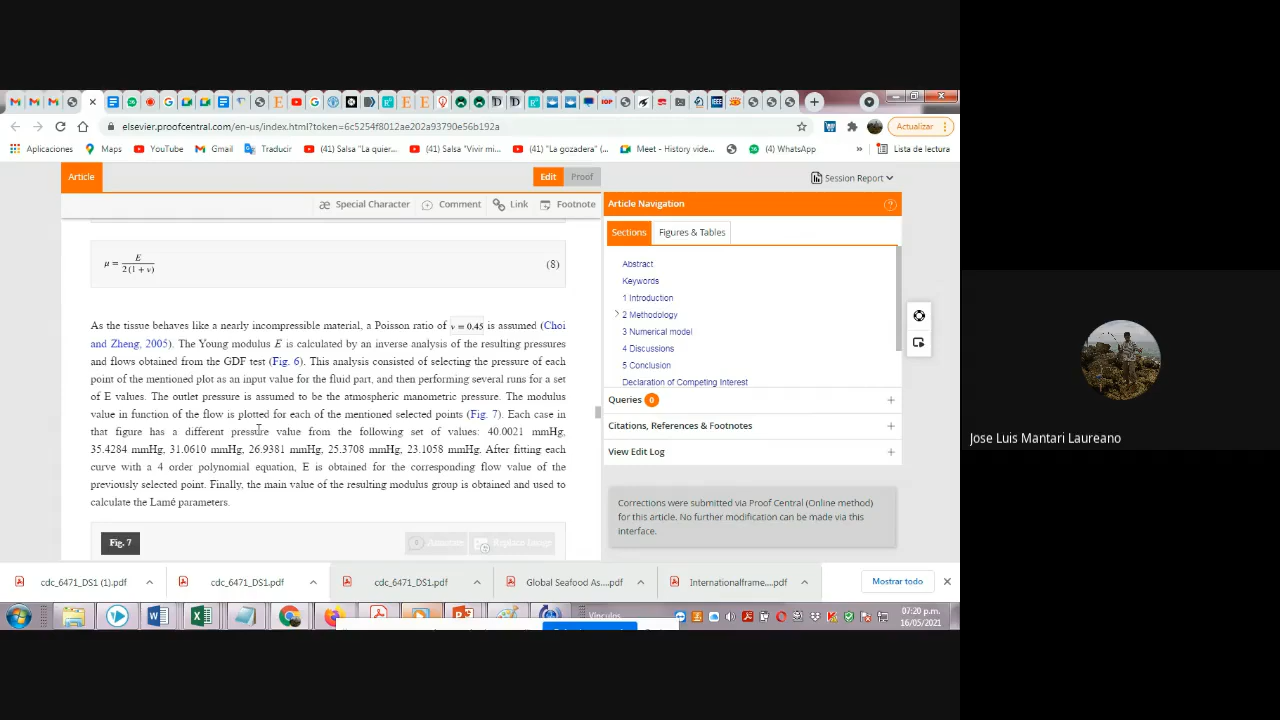 elsevier.proofcentral.com/en-us/index.html?token=6c5254f8012ae202a93790e56b192a
Actualizar
Aplicaciones
Maps
YouTube
Gmail
Traducir
(41) Salsa "La quier...
(41) Salsa "Vivir mi...
(41) "La gozadera" (...
Meet - History vide...
(4) WhatsApp
»
Lista de lectura
Article
Edit
Proof
Session Report
Special Character
Comment
Link
Footnote
μ = E / 2 (1 + ν)
(8)
As the tissue behaves like a nearly incompressible material, a Poisson ratio of ν = 0.45 is assumed (Choi
and Zheng, 2005). The Young modulus E is calculated by an inverse analysis of the resulting pressures
and flows obtained from the GDF test (Fig. 6). This analysis consisted of selecting the pressure of each
point of the mentioned plot as an input value for the fluid part, and then performing several runs for a set
of E values. The outlet pressure is assumed to be the atmospheric manometric pressure. The modulus
value in function of the flow is plotted for each of the mentioned selected points (Fig. 7). Each case in
that figure has a different pressure value from the following set of values: 40.0021 mmHg,
35.4284 mmHg, 31.0610 mmHg, 26.9381 mmHg, 25.3708 mmHg, 23.1058 mmHg. After fitting each
curve with a 4 order polynomial equation, E is obtained for the corresponding flow value of the
previously selected point. Finally, the main value of the resulting modulus group is obtained and used to
calculate the Lamé parameters.
Fig. 7
Replace Image
Article Navigation
Sections
Figures & Tables
Abstract
Keywords
1 Introduction
2 Methodology
3 Numerical model
4 Discussions
5 Conclusion
Declaration of Competing Interest
Queries 0
Citations, References & Footnotes
View Edit Log
Corrections were submitted via Proof Central (Online method)
for this article. No further modification can be made via this
interface.
Jose Luis Mantari Laureano
cdc_6471_DS1 (1).pdf
cdc_6471_DS1.pdf
cdc_6471_DS1.pdf
Global Seafood As....pdf
Internationalframe....pdf
Mostrar todo
Vínculos
07:20 p.m.
16/05/2021